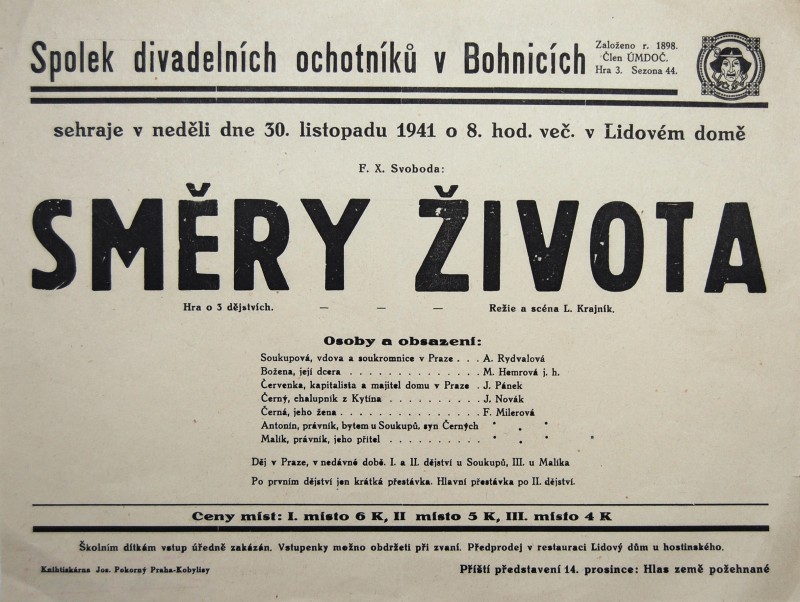 Spolek divadelních ochotníků v Bohnicích
Založeno r. 1898.
Člen ÚMDOČ.
Hra 3. Sezona 44.
sehraje v neděli dne 30. listopadu 1941 o 8. hod. več. v Lidovém domě
F. X. Svoboda:
SMĚRY ŽIVOTA
Hra o 3 dějstvích. — — — Režie a scéna L. Krajník.
Osoby a obsazení:
Soukupová, vdova a soukromnice v Praze . . . A. Rydvalová
Božena, její dcera . . . . . . . . . . . . . . M. Hemrová j. h.
Červenka, kapitalista a majitel domu v Praze . J. Pánek
Černý, chalupník z Kytína . . . . . . . . . . J. Novák
Černá, jeho žena . . . . . . . . . . . . . . . F. Milerová
Antonín, právník, bytem u Soukupů, syn Černých * * *
Malík, právník, jeho přítel . . . . . . . . . . * * * *
Děj v Praze, v nedávné době. I. a II. dějství u Soukupů, III. u Malíka
Po prvním dějství jen krátká přestávka. Hlavní přestávka po II. dějství.
Ceny míst: I. místo 6 K, II místo 5 K, III. místo 4 K
Školním dítkám vstup úředně zakázán. Vstupenky možno obdržeti při zvaní. Předprodej v restauraci Lidový dům u hostinského.
Knihtiskárna Jos. Pokorný Praha-Kobylisy
Příští představení 14. prosince: Hlas země požehnané